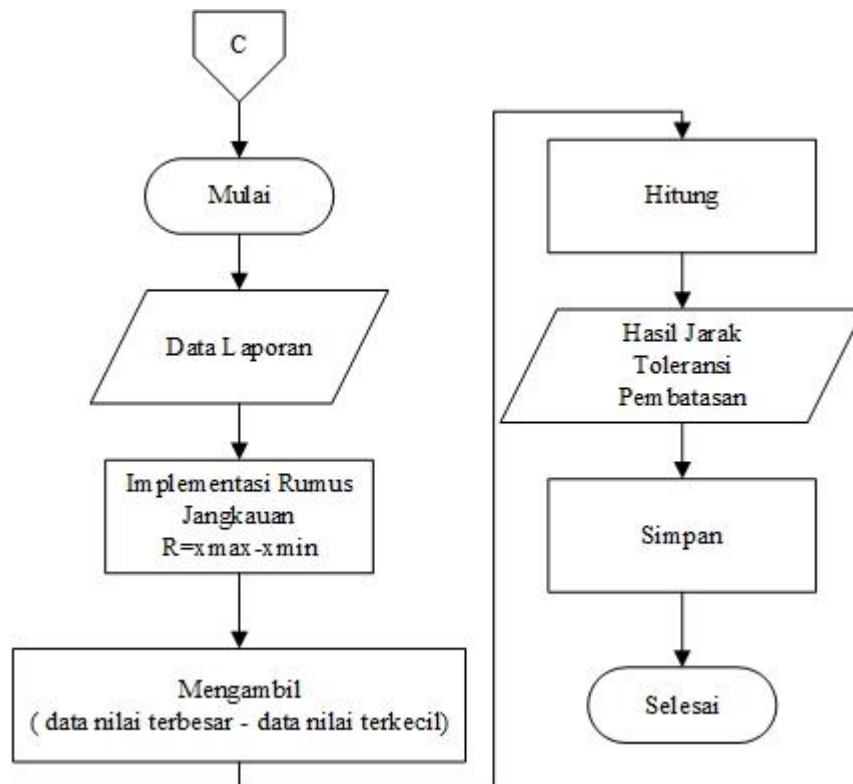 C
Mulai
Data Laporan
Implementasi Rumus
Jangkauan
R=xmax-xmin
Mengambil
( data nilai terbesar - data nilai terkecil)
Hitung
Hasil Jarak
Toleransi
Pembatasan
Simpan
Selesai